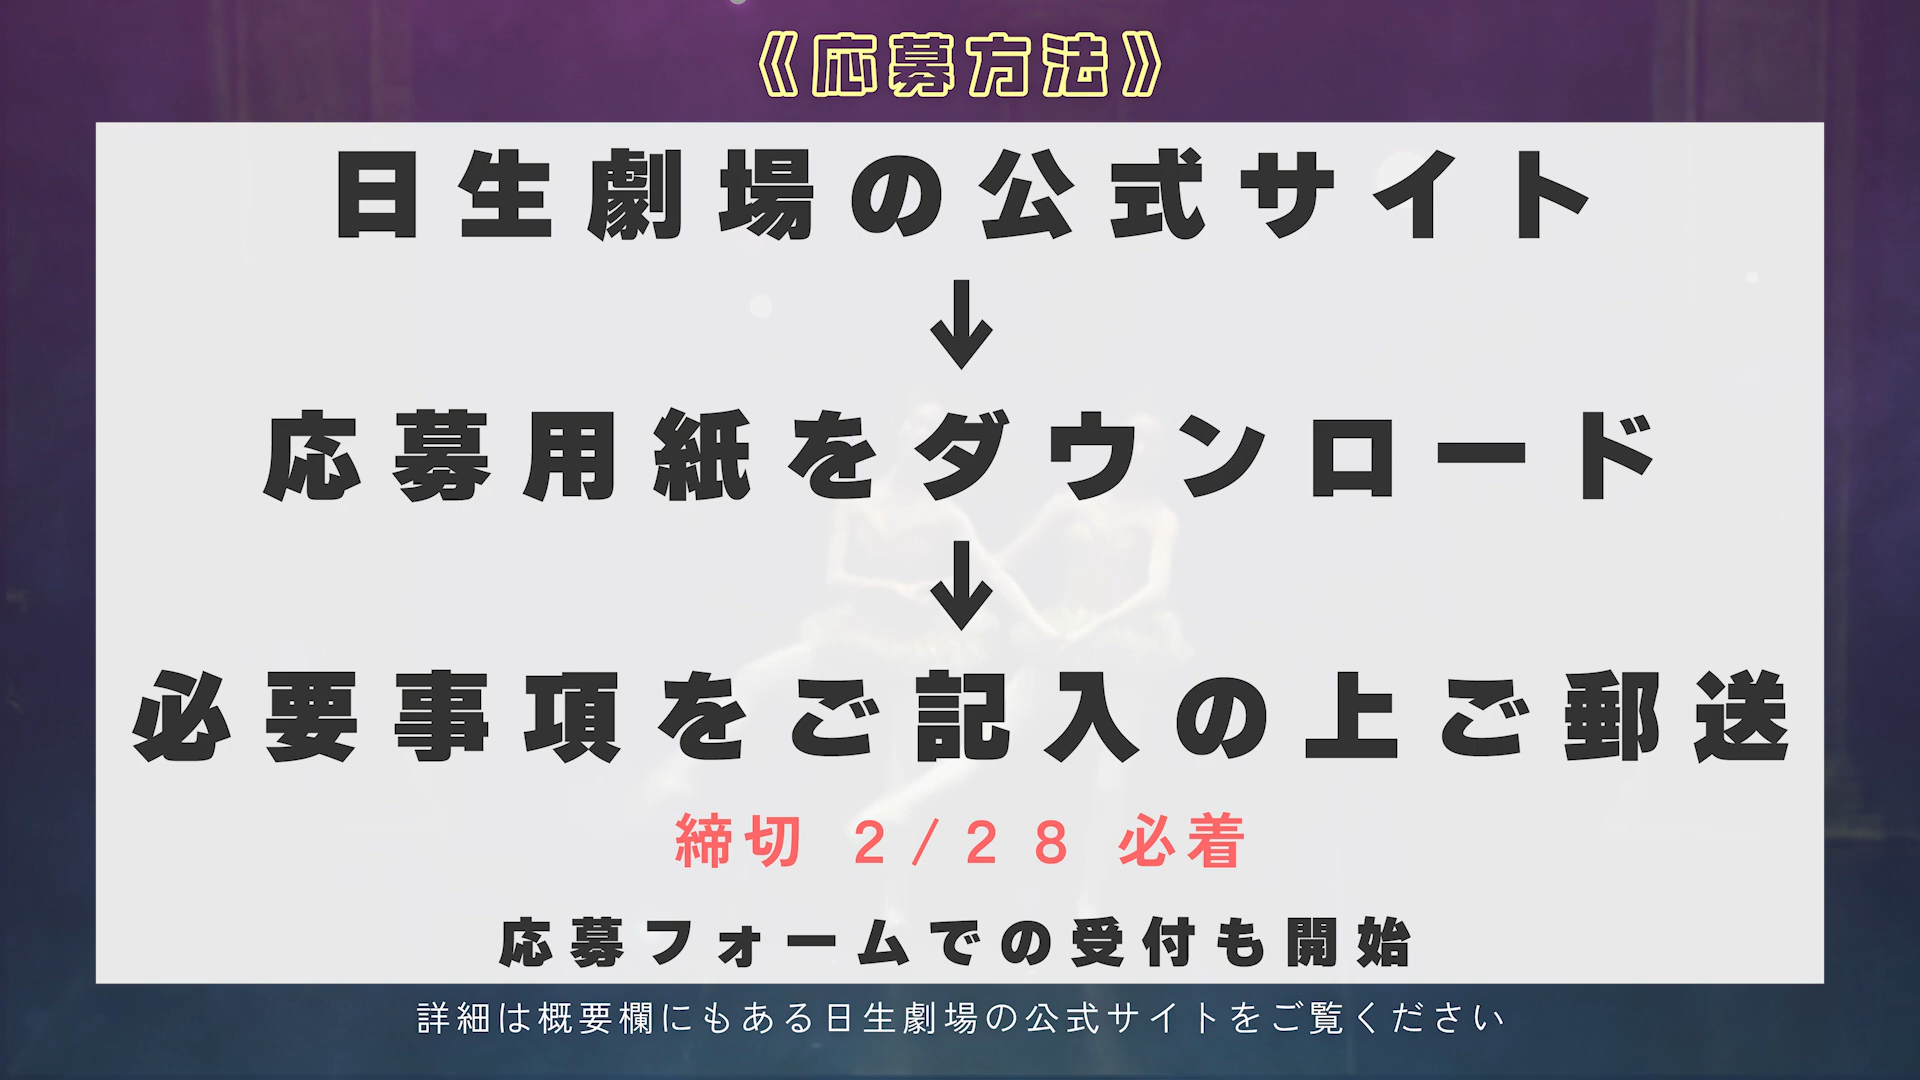 《応募方法》
日生劇場の公式サイト
↓
応募用紙をダウンロード
↓
必要事項をご記入の上ご郵送
締切 2/28 必着
応募フォームでの受付も開始
詳細は概要欄にもある日生劇場の公式サイトをご覧ください